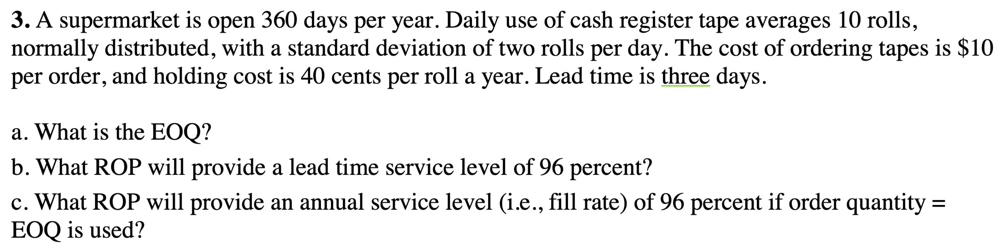 3. A supermarket is open 360 days per year. Daily use of cash register tape averages 10 rolls,
normally distributed, with a standard deviation of two rolls per day. The cost of ordering tapes is $10
per order, and holding cost is 40 cents per roll a year. Lead time is three days.
a. What is the EOQ?
b. What ROP will provide a lead time service level of 96 percent?
c. What ROP will provide an annual service level (i.e., fill rate) of 96 percent if order quantity =
EOQ is used?